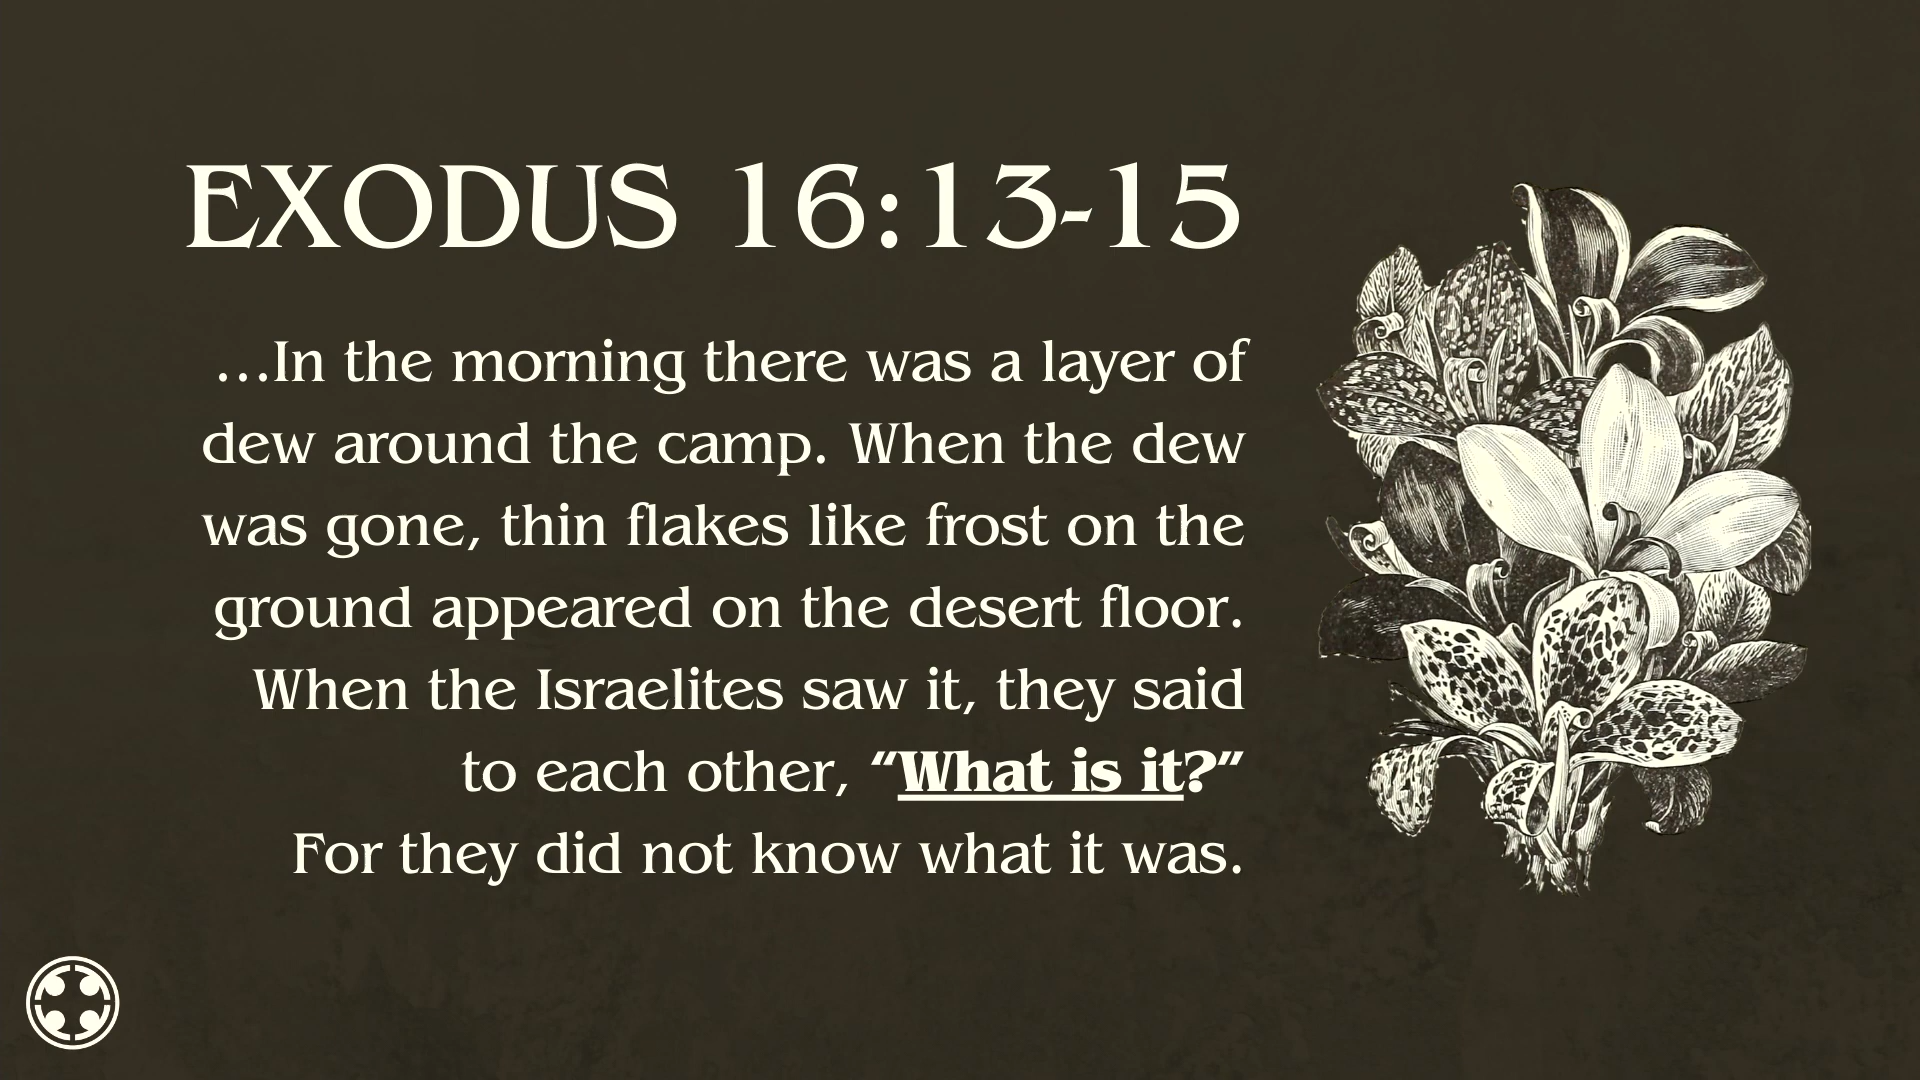 EXODUS 16:13-15
…In the morning there was a layer of
dew around the camp. When the dew
was gone, thin flakes like frost on the
ground appeared on the desert floor.
When the Israelites saw it, they said
to each other, “What is it?”
For they did not know what it was.